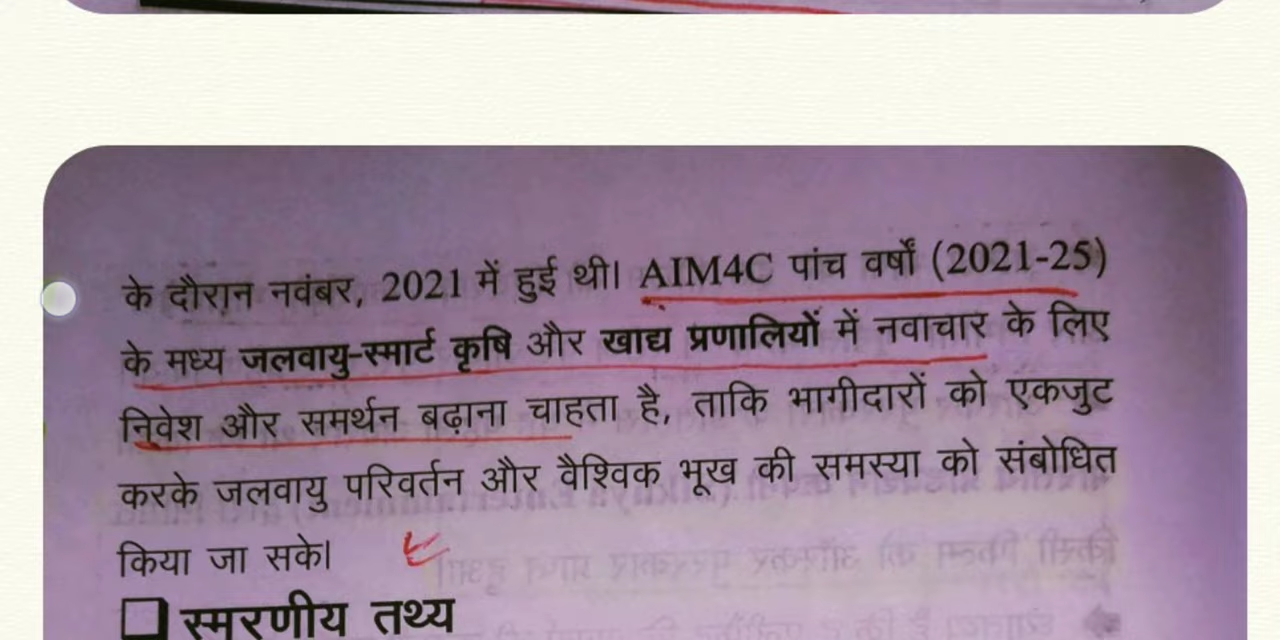 के दौरान नवंबर, 2021 में हुई थी। AIM4C पांच वर्षों (2021-25)
के मध्य जलवायु-स्मार्ट कृषि और खाद्य प्रणालियों में नवाचार के लिए
निवेश और समर्थन बढ़ाना चाहता है, ताकि भागीदारों को एकजुट
करके जलवायु परिवर्तन और वैश्विक भूख की समस्या को संबोधित
किया जा सके।
❑ स्मरणीय तथ्य